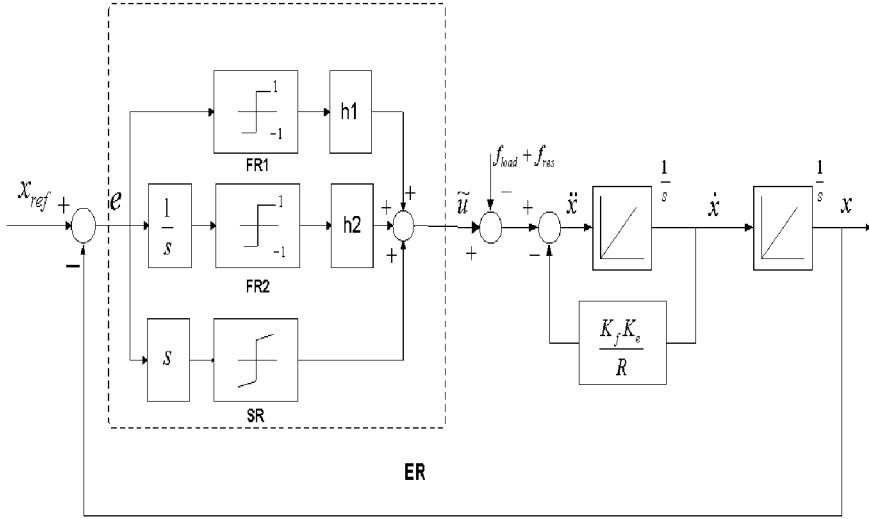 1
-1
h1
FR1
f_load + f_res
x_ref
+
e
1/s
1
-1
h2
+
+
+
ũ
−
+
+
−
ẍ
1/s
ẋ
1/s
x
−
FR2
K_f K_e / R
s
SR
ER